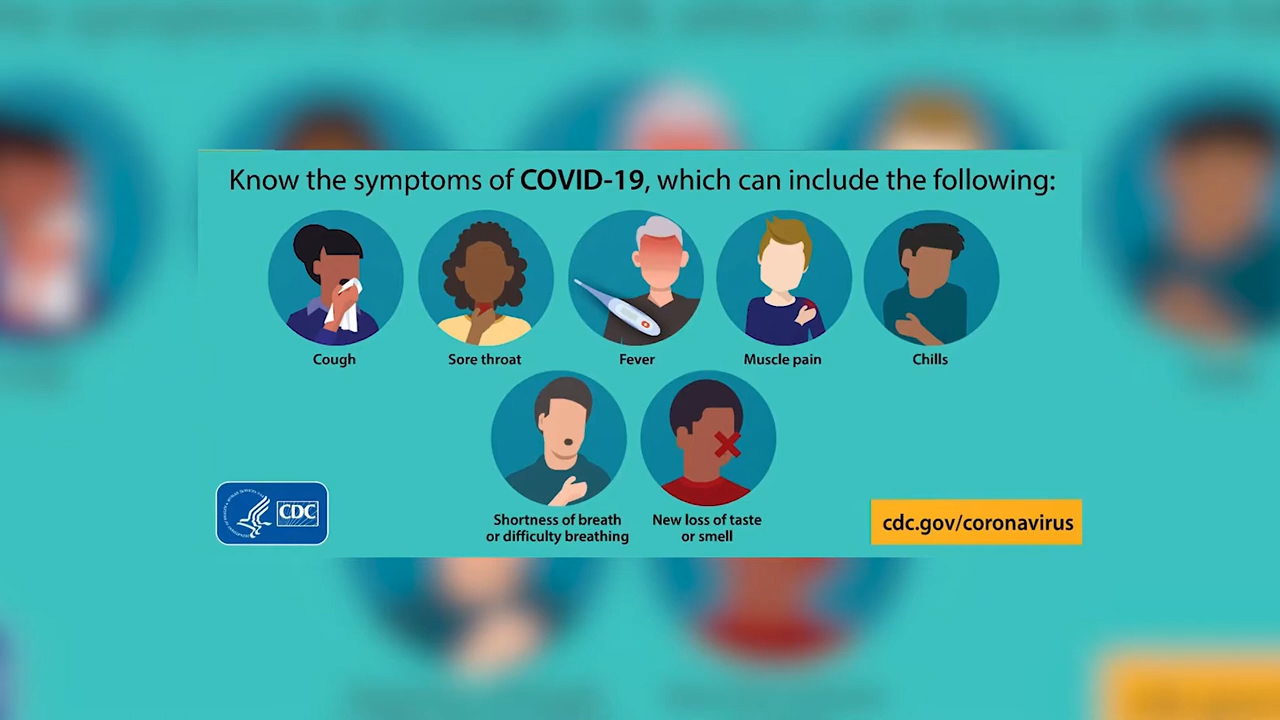 Know the symptoms of COVID-19, which can include the following:
Cough
Sore throat
Fever
Muscle pain
Chills
Shortness of breath
or difficulty breathing
New loss of taste
or smell
CDC
cdc.gov/coronavirus